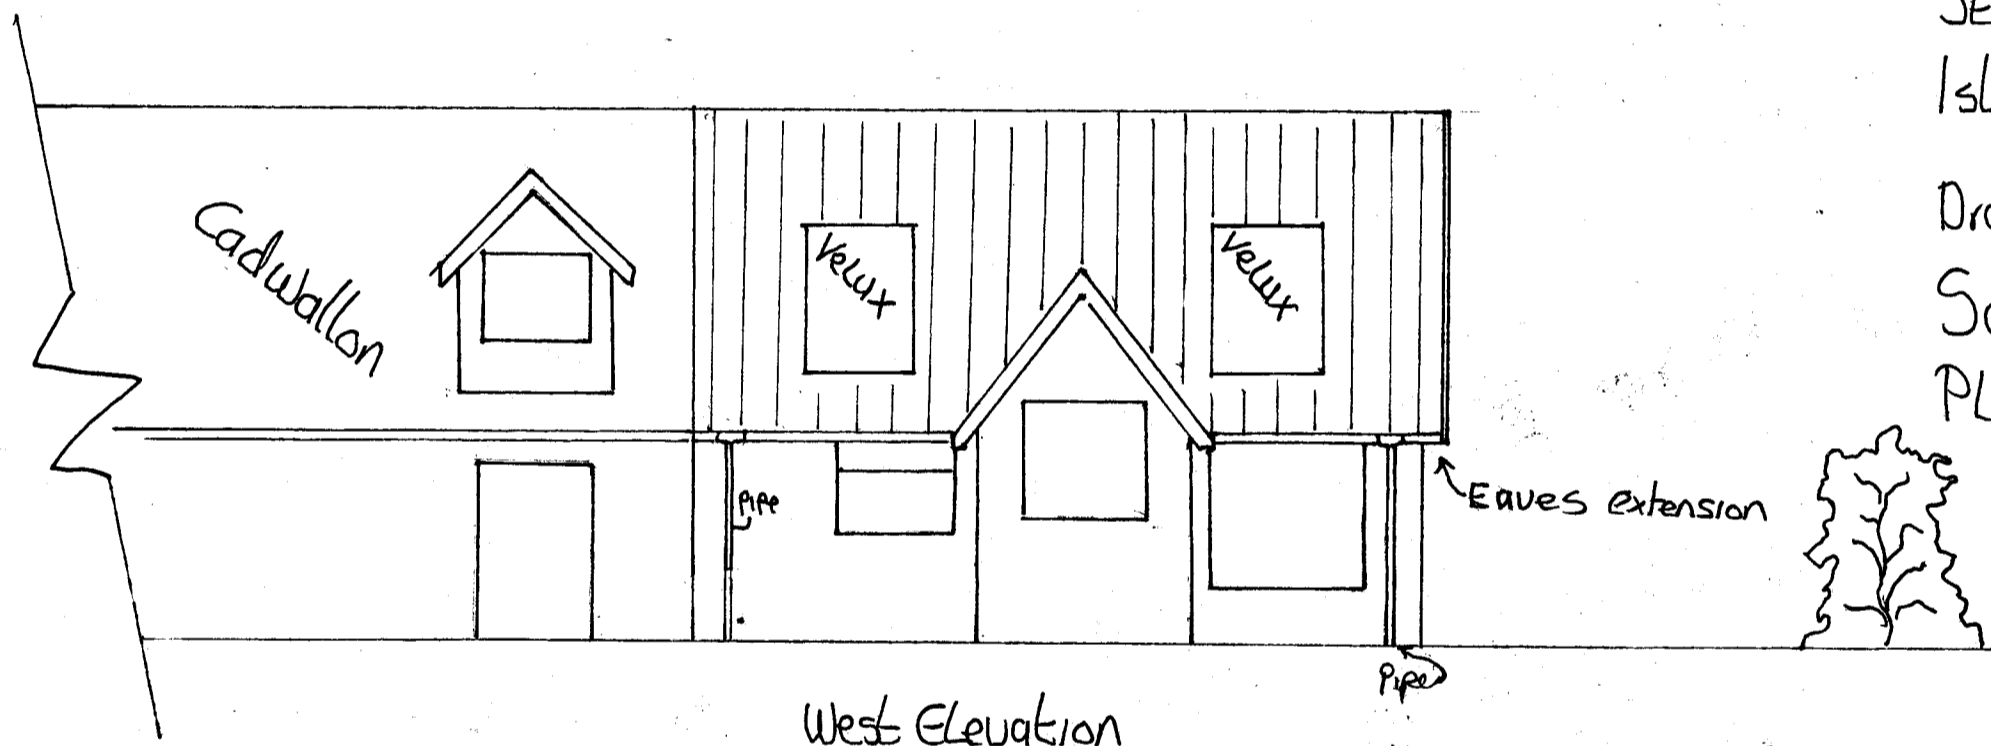 Cadwallon
Velux
Velux
Pipe
Eaves extension
Pipe
West Elevation